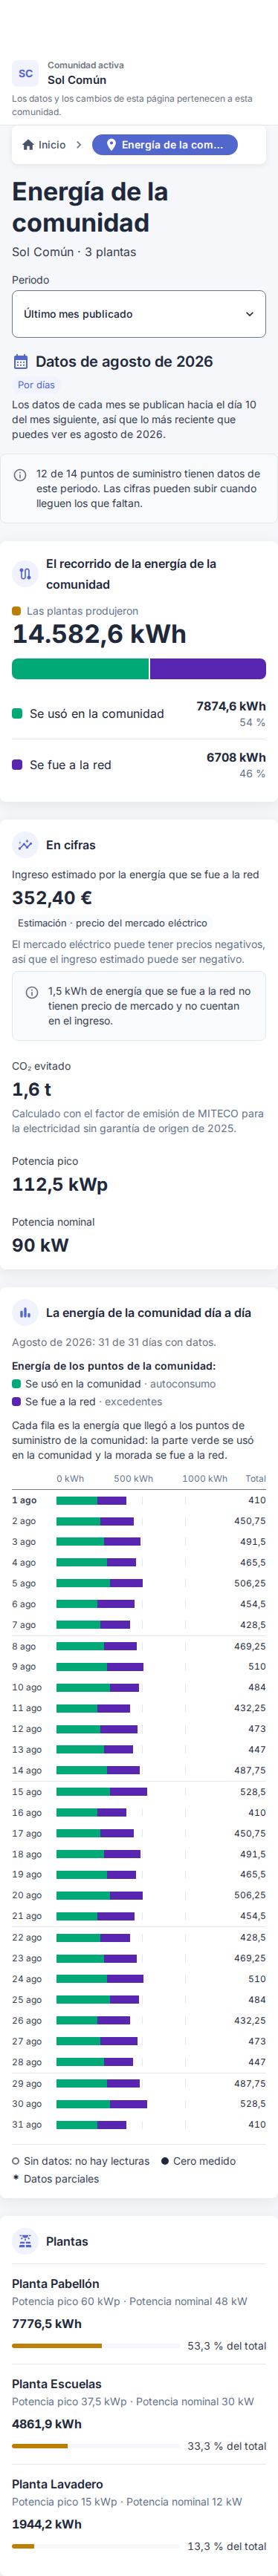 SC
Comunidad activa
Sol Común
Los datos y los cambios de esta página pertenecen a esta
comunidad.
Inicio
Energía de la com...
Energía de la
comunidad
Sol Común · 3 plantas
Periodo
Último mes publicado
Datos de agosto de 2026
Por días
Los datos de cada mes se publican hacia el día 10
del mes siguiente, así que lo más reciente que
puedes ver es agosto de 2026.
12 de 14 puntos de suministro tienen datos de
este periodo. Las cifras pueden subir cuando
lleguen los que faltan.
El recorrido de la energía de la
comunidad
Las plantas produjeron
14.582,6 kWh
Se usó en la comunidad
7874,6 kWh
54 %
Se fue a la red
6708 kWh
46 %
En cifras
Ingreso estimado por la energía que se fue a la red
352,40 €
Estimación · precio del mercado eléctrico
El mercado eléctrico puede tener precios negativos,
así que el ingreso estimado puede ser negativo.
1,5 kWh de energía que se fue a la red no
tienen precio de mercado y no cuentan
en el ingreso.
CO₂ evitado
1,6 t
Calculado con el factor de emisión de MITECO para
la electricidad sin garantía de origen de 2025.
Potencia pico
112,5 kWp
Potencia nominal
90 kW
La energía de la comunidad día a día
Agosto de 2026: 31 de 31 días con datos.
Energía de los puntos de la comunidad:
Se usó en la comunidad · autoconsumo
Se fue a la red · excedentes
Cada fila es la energía que llegó a los puntos de
suministro de la comunidad: la parte verde se usó
en la comunidad y la morada se fue a la red.
0 kWh 500 kWh 1000 kWh Total
1 ago 410
2 ago 450,75
3 ago 491,5
4 ago 465,5
5 ago 506,25
6 ago 454,5
7 ago 428,5
8 ago 469,25
9 ago 510
10 ago 484
11 ago 432,25
12 ago 473
13 ago 447
14 ago 487,75
15 ago 528,5
16 ago 410
17 ago 450,75
18 ago 491,5
19 ago 465,5
20 ago 506,25
21 ago 454,5
22 ago 428,5
23 ago 469,25
24 ago 510
25 ago 484
26 ago 432,25
27 ago 473
28 ago 447
29 ago 487,75
30 ago 528,5
31 ago 410
Sin datos: no hay lecturas
Cero medido
* Datos parciales
Plantas
Planta Pabellón
Potencia pico 60 kWp · Potencia nominal 48 kW
7776,5 kWh
53,3 % del total
Planta Escuelas
Potencia pico 37,5 kWp · Potencia nominal 30 kW
4861,9 kWh
33,3 % del total
Planta Lavadero
Potencia pico 15 kWp · Potencia nominal 12 kW
1944,2 kWh
13,3 % del total